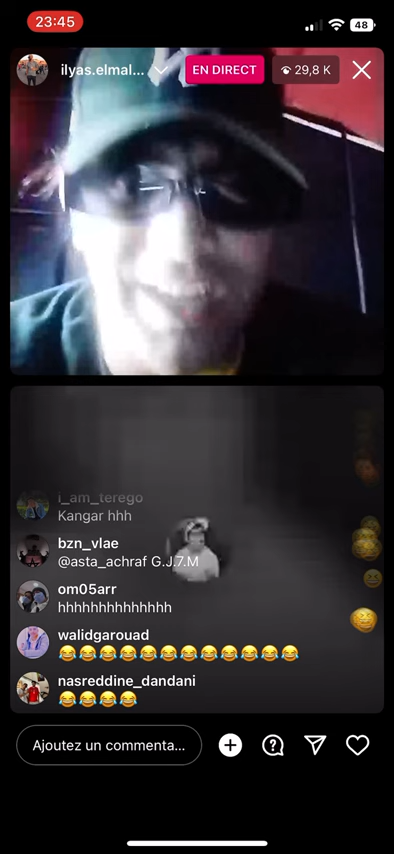 23:45
48
ilyas.elmal...
EN DIRECT
29,8 K
i_am_terego
Kangar hhh
bzn_vlae
@asta_achraf G.J.7.M
om05arr
hhhhhhhhhhhhhh
walidgarouad
😂😂😂😂😂😂😂😂😂😂😂😂
nasreddine_dandani
😂😂😂😂
Ajoutez un commenta...